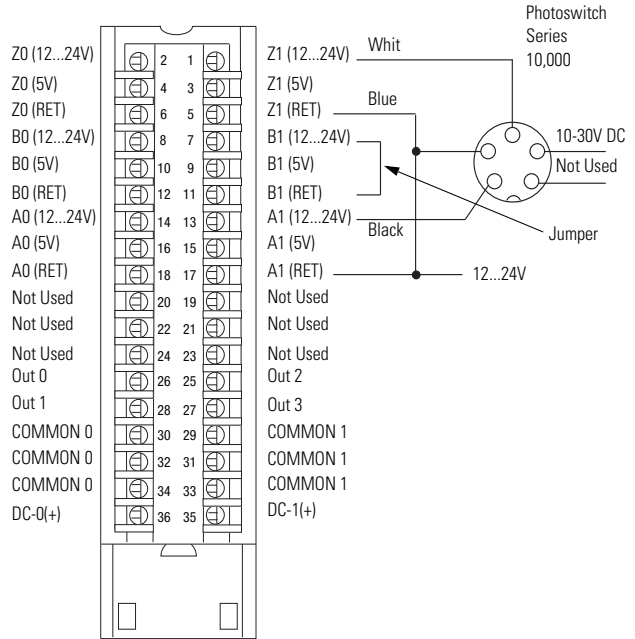 Photoswitch
Series
10,000
Z0 (12...24V) 2 1 Z1 (12...24V) Whit
Z0 (5V) 4 3 Z1 (5V)
Z0 (RET) 6 5 Z1 (RET) Blue
B0 (12...24V) 8 7 B1 (12...24V) 10-30V DC
B0 (5V) 10 9 B1 (5V) Not Used
B0 (RET) 12 11 B1 (RET)
A0 (12...24V) 14 13 A1 (12...24V) Black Jumper
A0 (5V) 16 15 A1 (5V)
A0 (RET) 18 17 A1 (RET) 12...24V
Not Used 20 19 Not Used
Not Used 22 21 Not Used
Not Used 24 23 Not Used
Out 0 26 25 Out 2
Out 1 28 27 Out 3
COMMON 0 30 29 COMMON 1
COMMON 0 32 31 COMMON 1
COMMON 0 34 33 COMMON 1
DC-0(+) 36 35 DC-1(+)